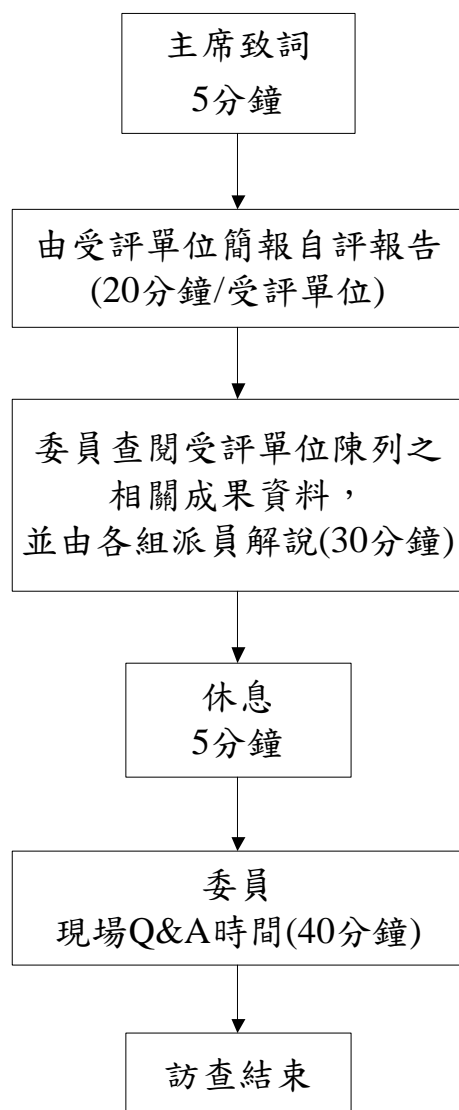 主席致詞
5分鐘
由受評單位簡報自評報告
(20分鐘/受評單位)
委員查閱受評單位陳列之
相關成果資料，
並由各組派員解說(30分鐘)
休息
5分鐘
委員
現場Q&A時間(40分鐘)
訪查結束